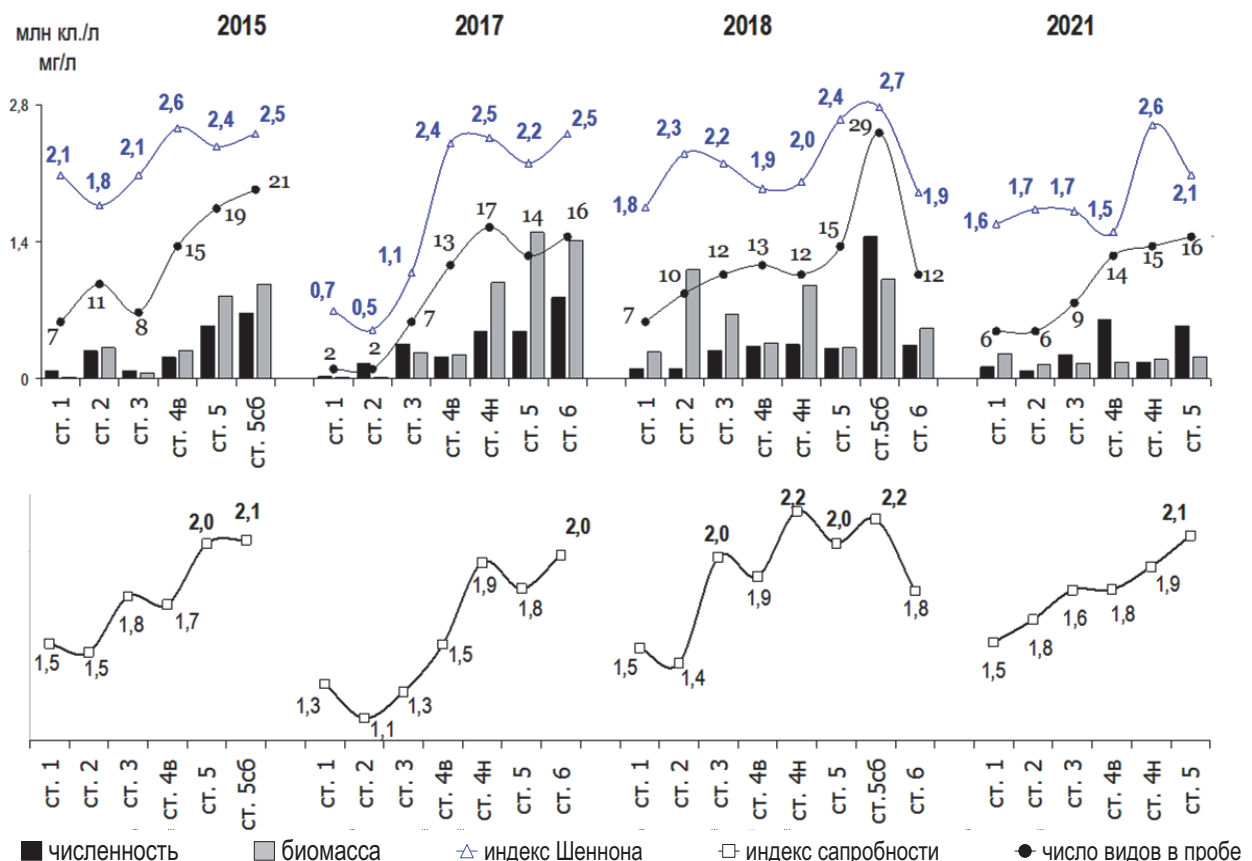 млн кл./л
мг/л
2015 2017 2018 2021
2,8
1,4
0
2,1 1,8 2,1 2,6 2,4 2,5
7 11 8 15 19 21
0,7 0,5 1,1 2,4 2,5 2,2 2,5
2 2 7 13 17 14 16
1,8 2,3 2,2 1,9 2,0 2,4 2,7 1,9
7 10 12 13 12 15 29 12
1,6 1,7 1,7 1,5 2,6 2,1
6 6 9 14 15 16
ст. 1 ст. 2 ст. 3 ст. 4в ст. 5 ст. 5сб
ст. 1 ст. 2 ст. 3 ст. 4в ст. 4н ст. 5 ст. 6
ст. 1 ст. 2 ст. 3 ст. 4в ст. 4н ст. 5 ст.5сб ст. 6
ст. 1 ст. 2 ст. 3 ст. 4в ст. 4н ст. 5
1,5 1,5 1,8 1,7 2,0 2,1
1,3 1,1 1,3 1,5 1,9 1,8 2,0
1,5 1,4 2,0 1,9 2,2 2,0 2,2 1,8
1,5 1,8 1,6 1,8 1,9 2,1
ст. 1 ст. 2 ст. 3 ст. 4в ст. 5 ст. 5сб
ст. 1 ст. 2 ст. 3 ст. 4в ст. 4н ст. 5 ст. 6
ст. 1 ст. 2 ст. 3 ст. 4в ст. 4н ст. 5 ст. 5сб ст. 6
ст. 1 ст. 2 ст. 3 ст. 4в ст. 4н ст. 5
численность биомасса индекс Шеннона индекс сапробности число видов в пробе